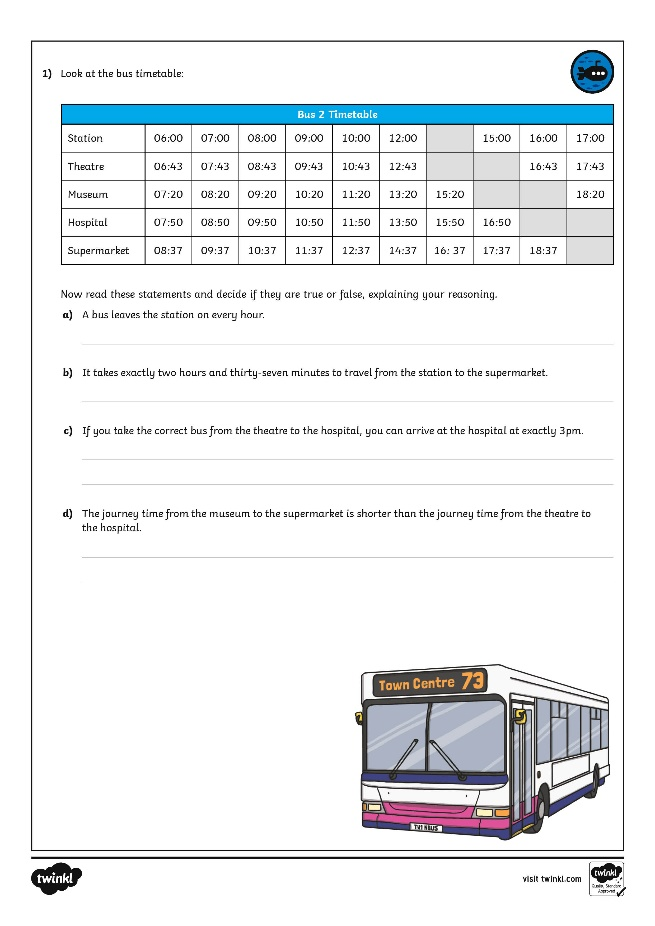 1) Look at the bus timetable:
Bus 2 Timetable
Station 06:00 07:00 08:00 09:00 10:00 12:00 15:00 16:00 17:00
Theatre 06:43 07:43 08:43 09:43 10:43 12:43 16:43 17:43
Museum 07:20 08:20 09:20 10:20 11:20 13:20 15:20 18:20
Hospital 07:50 08:50 09:50 10:50 11:50 13:50 15:50 16:50
Supermarket 08:37 09:37 10:37 11:37 12:37 14:37 16: 37 17:37 18:37
Now read these statements and decide if they are true or false, explaining your reasoning.
a) A bus leaves the station on every hour.
b) It takes exactly two hours and thirty-seven minutes to travel from the station to the supermarket.
c) If you take the correct bus from the theatre to the hospital, you can arrive at the hospital at exactly 3pm.
d) The journey time from the museum to the supermarket is shorter than the journey time from the theatre to
the hospital.
Town Centre 73
twinkl
visit twinkl.com
twinkl
Quality Standard
Approved